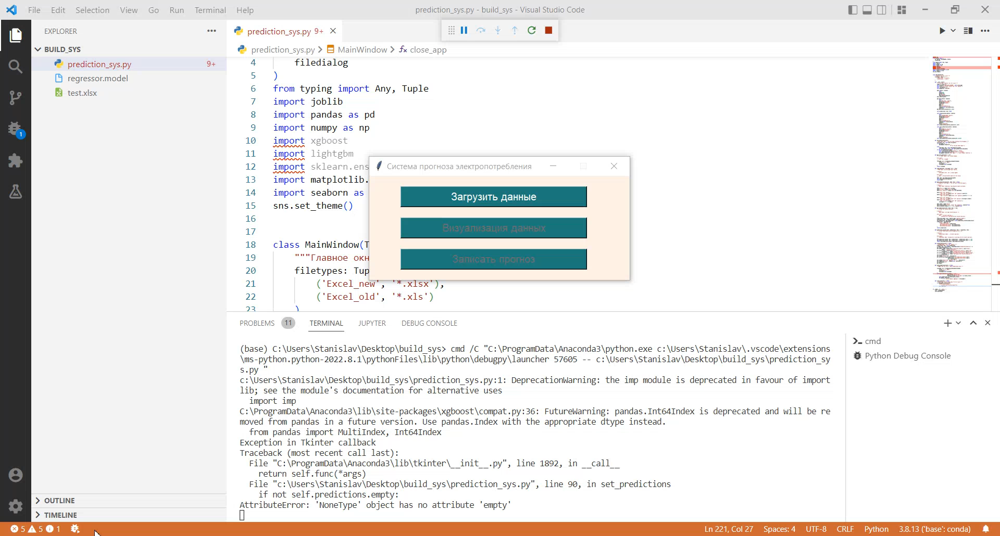 File Edit Selection View Go Run Terminal Help
prediction_sys.py - build_sys - Visual Studio Code
EXPLORER
BUILD_SYS
prediction_sys.py 9+
regressor.model
test.xlsx
1
OUTLINE
TIMELINE
prediction_sys.py 9+
prediction_sys.py > MainWindow > close_app
4 filedialog
5 )
6 from typing import Any, Tuple
7 import joblib
8 import pandas as pd
9 import numpy as np
10 import xgboost
11 import lightgbm
12 import sklearn.ens
13 import matplotlib.
14 import seaborn as
15 sns.set_theme()
16
17
18 class MainWindow(T
19 """Главное окн
20 filetypes: Tup
21 ('Excel_new', '*.xlsx'),
22 ('Excel_old', '*.xls')
23 )
Система прогноза электропотребления
Загрузить данные
Визуализация данных
Записать прогноз
PROBLEMS 11 TERMINAL JUPYTER DEBUG CONSOLE
(base) C:\Users\Stanislav\Desktop\build_sys> cmd /C "C:\ProgramData\Anaconda3\python.exe c:\Users\Stanislav\.vscode\extensions
\ms-python.python-2022.8.1\pythonFiles\lib\python\debugpy\launcher 57605 -- c:\Users\Stanislav\Desktop\build_sys\prediction_sy
s.py "
c:\Users\Stanislav\Desktop\build_sys\prediction_sys.py:1: DeprecationWarning: the imp module is deprecated in favour of import
lib; see the module's documentation for alternative uses
import imp
C:\ProgramData\Anaconda3\lib\site-packages\xgboost\compat.py:36: FutureWarning: pandas.Int64Index is deprecated and will be re
moved from pandas in a future version. Use pandas.Index with the appropriate dtype instead.
from pandas import MultiIndex, Int64Index
Exception in Tkinter callback
Traceback (most recent call last):
File "C:\ProgramData\Anaconda3\lib\tkinter\__init__.py", line 1892, in __call__
return self.func(*args)
File "c:\Users\Stanislav\Desktop\build_sys\prediction_sys.py", line 90, in set_predictions
if not self.predictions.empty:
AttributeError: 'NoneType' object has no attribute 'empty'
cmd
Python Debug Console
5 5 1
Ln 221, Col 27 Spaces: 4 UTF-8 CRLF Python 3.8.13 ('base': conda)